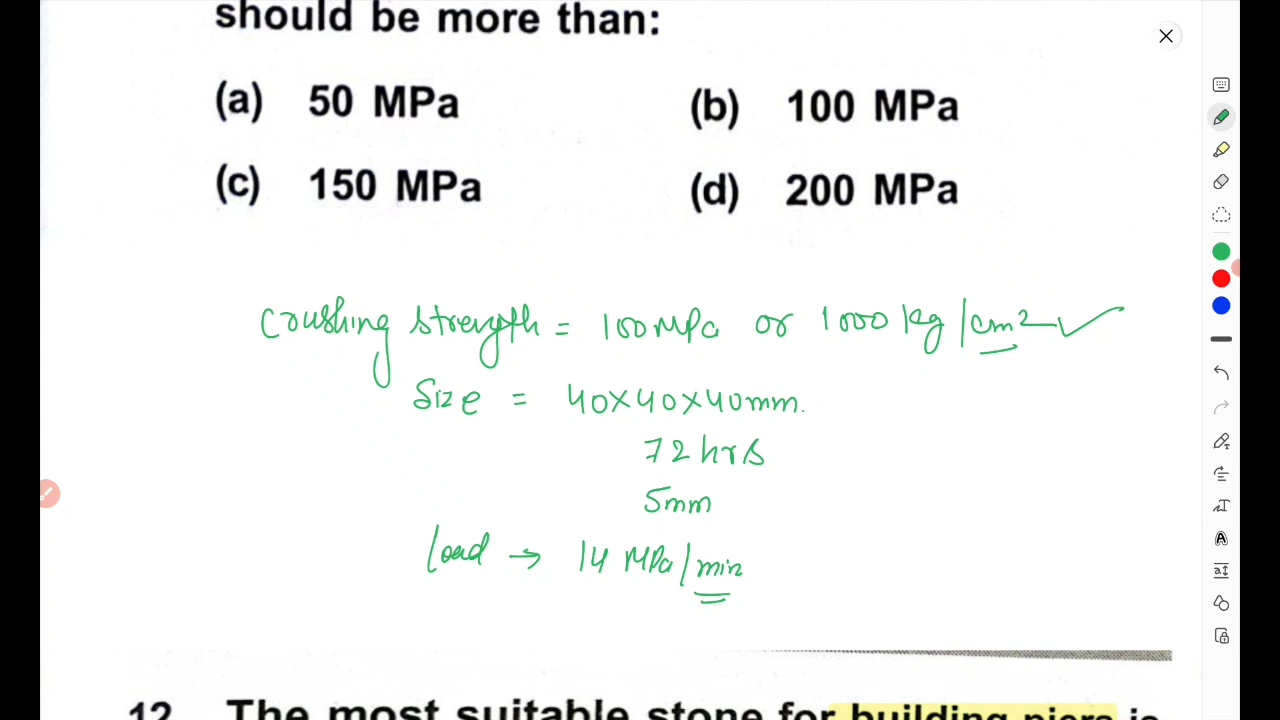 should be more than:
(a) 50 MPa (b) 100 MPa
(c) 150 MPa (d) 200 MPa
Crushing strength = 100 MPa or 1000 kg/cm2
Size = 40×40×40mm.
72 hrs
5mm
load → 14 MPa/min
12 The most suitable stone for building piers is